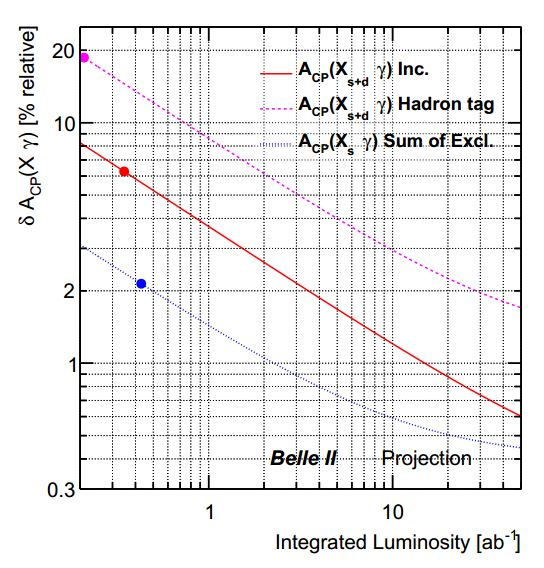 δ A_CP(X γ) [% relative]
20
10
2
1
0.3
A_CP(X_s+d γ) Inc.
A_CP(X_s+d γ) Hadron tag
A_CP(X_s γ) Sum of Excl.
Belle II Projection
1 10
Integrated Luminosity [ab⁻¹]